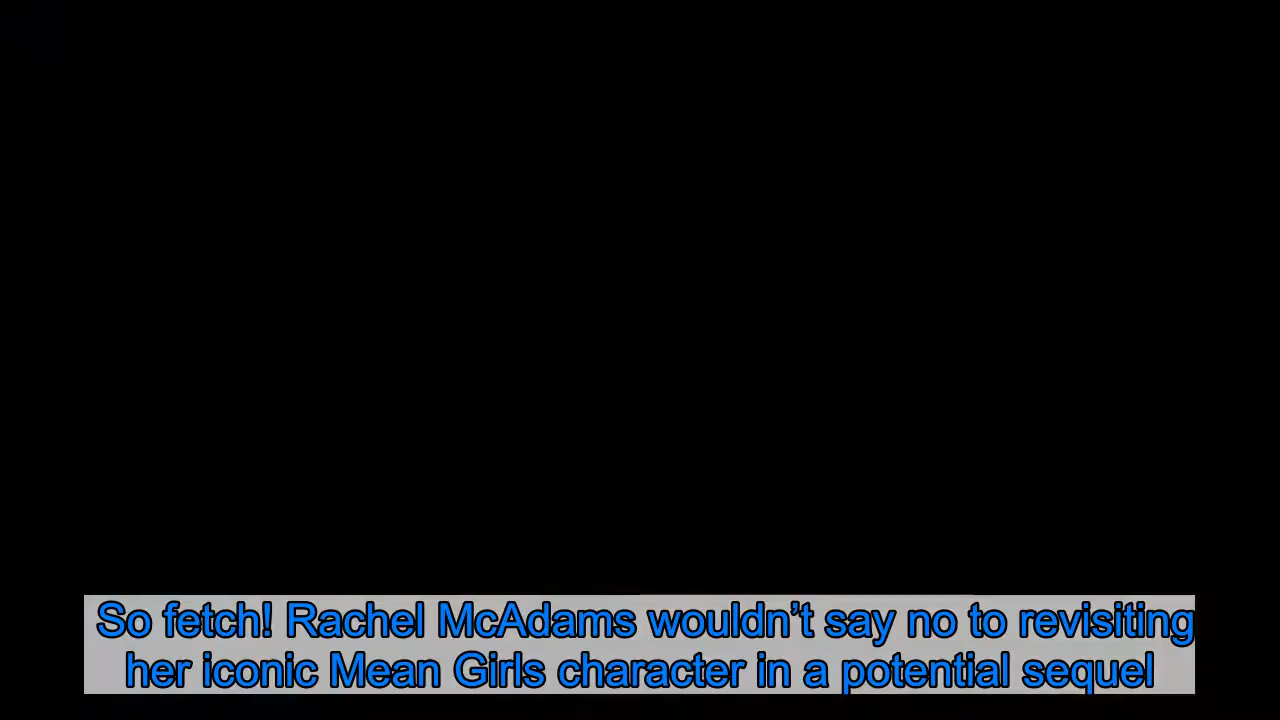 So fetch! Rachel McAdams wouldn’t say no to revisiting
her iconic Mean Girls character in a potential sequel